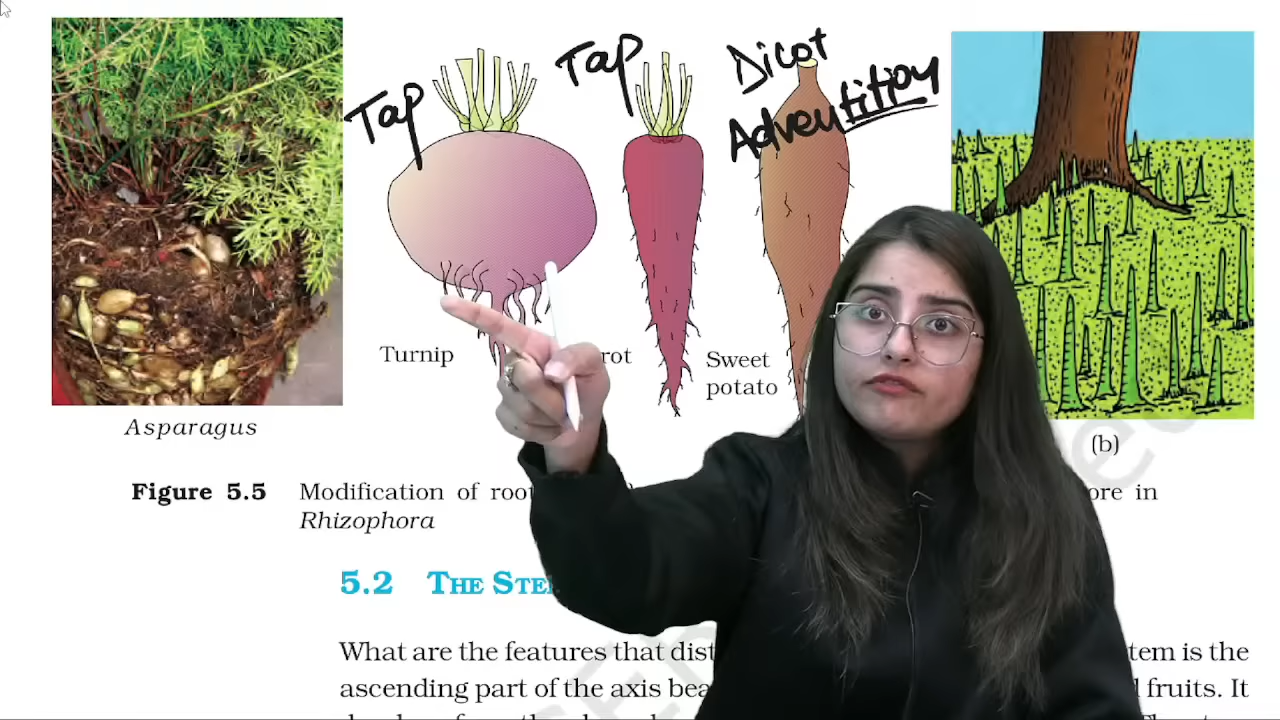 Tap
Tap
Dicot
Adventitioy
Turnip
rot
Sweet
potato
Asparagus
(b)
Figure 5.5 Modification of root ore in
Rhizophora
5.2 THE STE
What are the features that dist tem is the
ascending part of the axis bea fruits. It